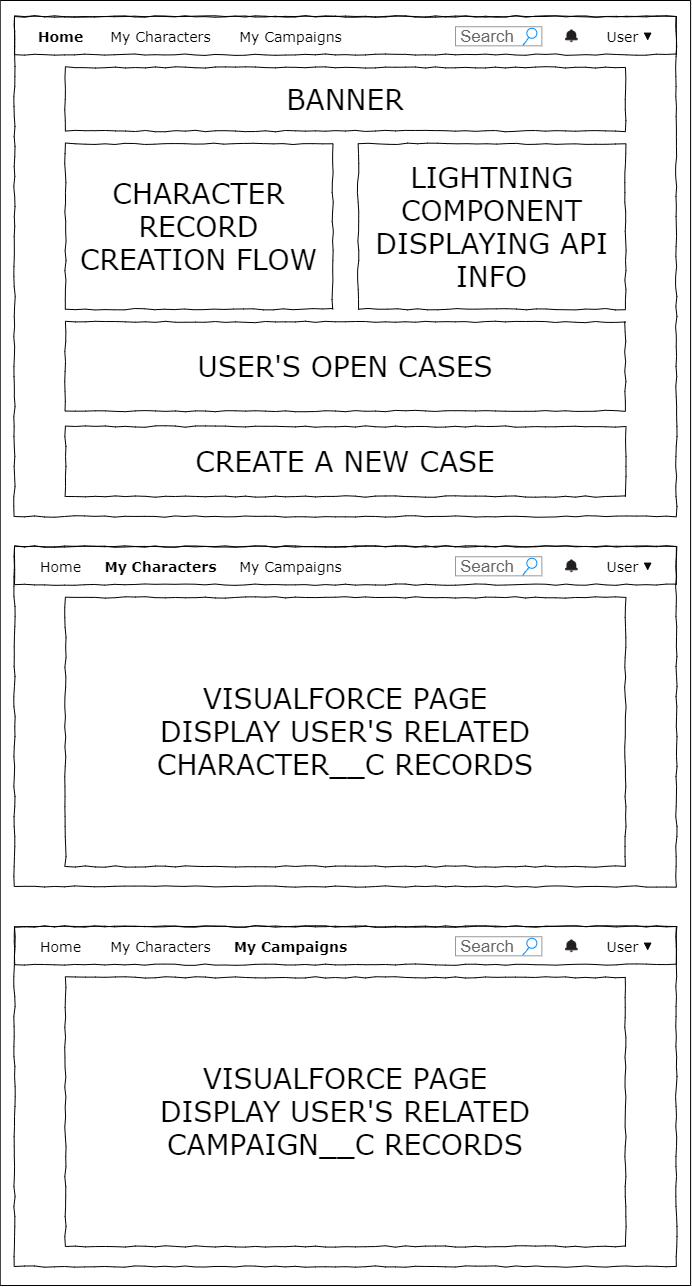 Home My Characters My Campaigns Search User ▼
BANNER
CHARACTER
RECORD
CREATION FLOW
LIGHTNING
COMPONENT
DISPLAYING API
INFO
USER'S OPEN CASES
CREATE A NEW CASE
Home My Characters My Campaigns Search User ▼
VISUALFORCE PAGE
DISPLAY USER'S RELATED
CHARACTER__C RECORDS
Home My Characters My Campaigns Search User ▼
VISUALFORCE PAGE
DISPLAY USER'S RELATED
CAMPAIGN__C RECORDS